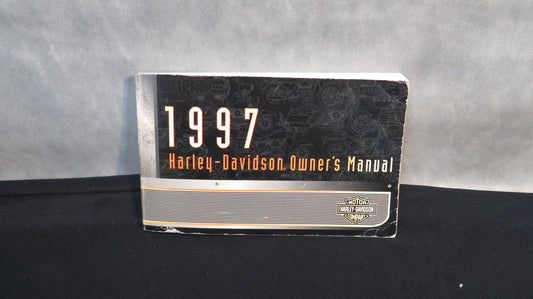 1997
Harley-Davidson Owner's Manual
MOTOR
HARLEY-DAVIDSON
COMPANY